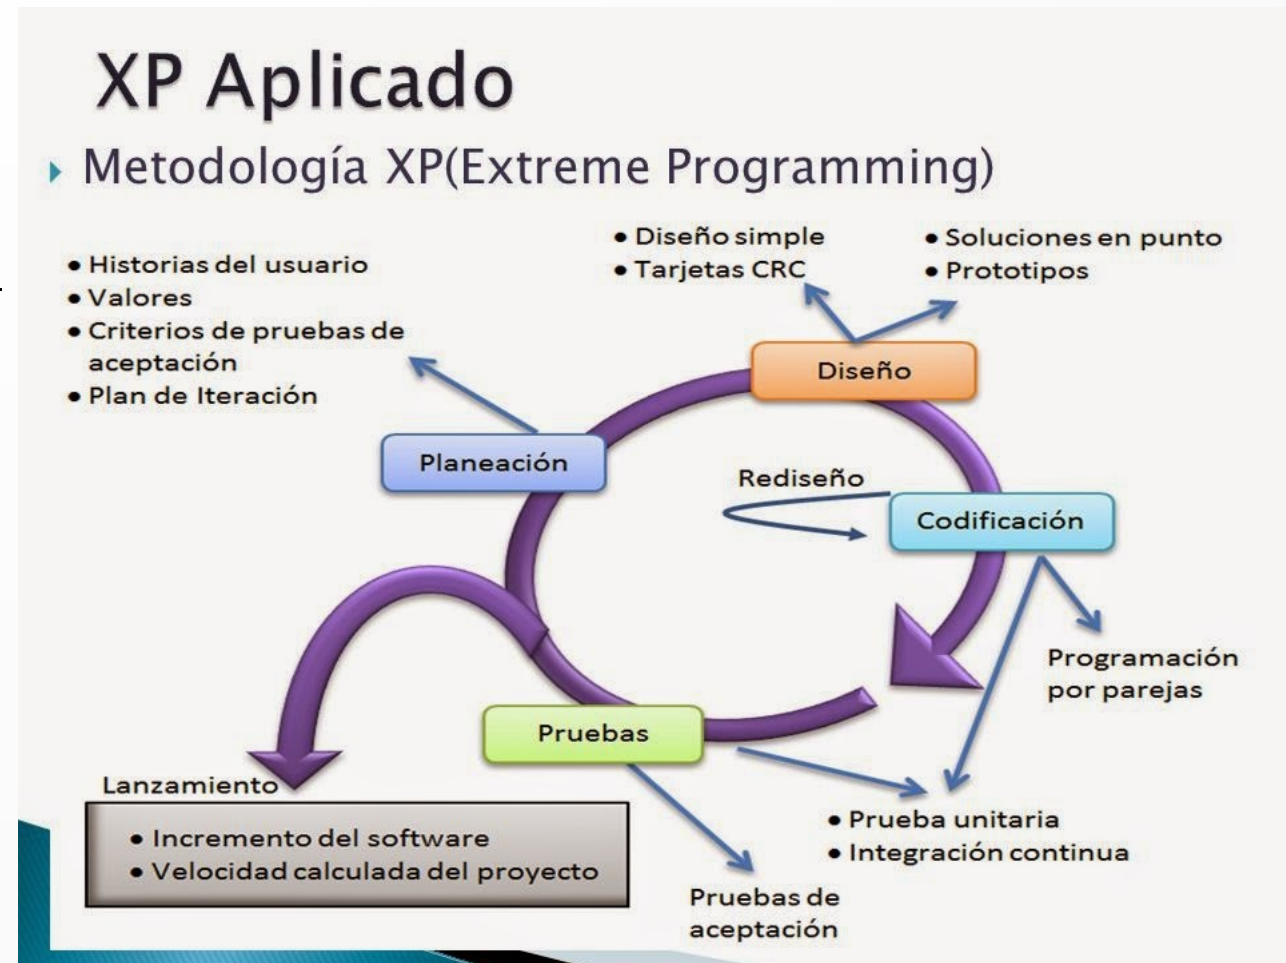 XP Aplicado
Metodología XP(Extreme Programming)
• Historias del usuario
• Valores
• Criterios de pruebas de
aceptación
• Plan de Iteración
• Diseño simple
• Tarjetas CRC
• Soluciones en punto
• Prototipos
Diseño
Planeación
Rediseño
Codificación
Programación
por parejas
Pruebas
Lanzamiento
• Incremento del software
• Velocidad calculada del proyecto
• Prueba unitaria
• Integración continua
Pruebas de
aceptación